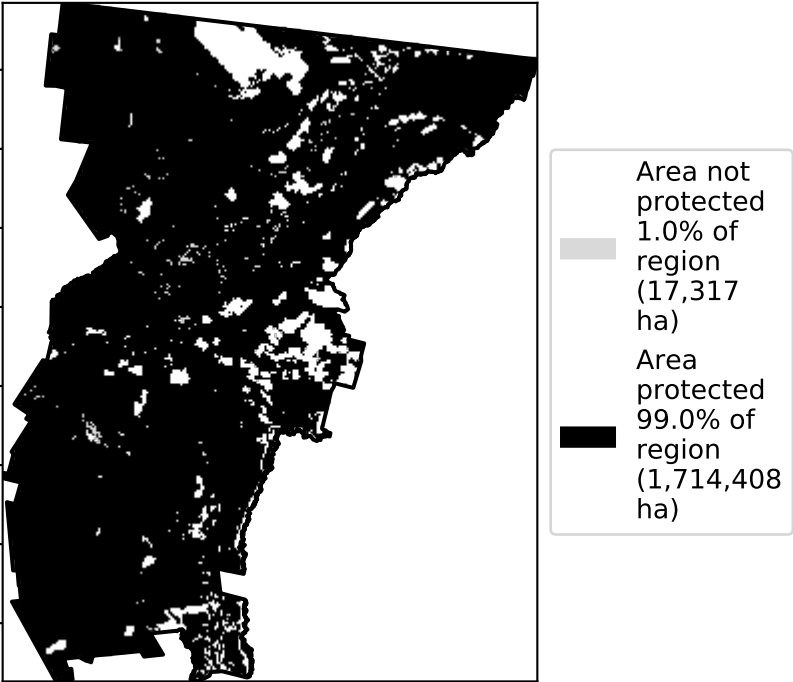 Area not
protected
1.0% of
region
(17,317
ha)
Area
protected
99.0% of
region
(1,714,408
ha)